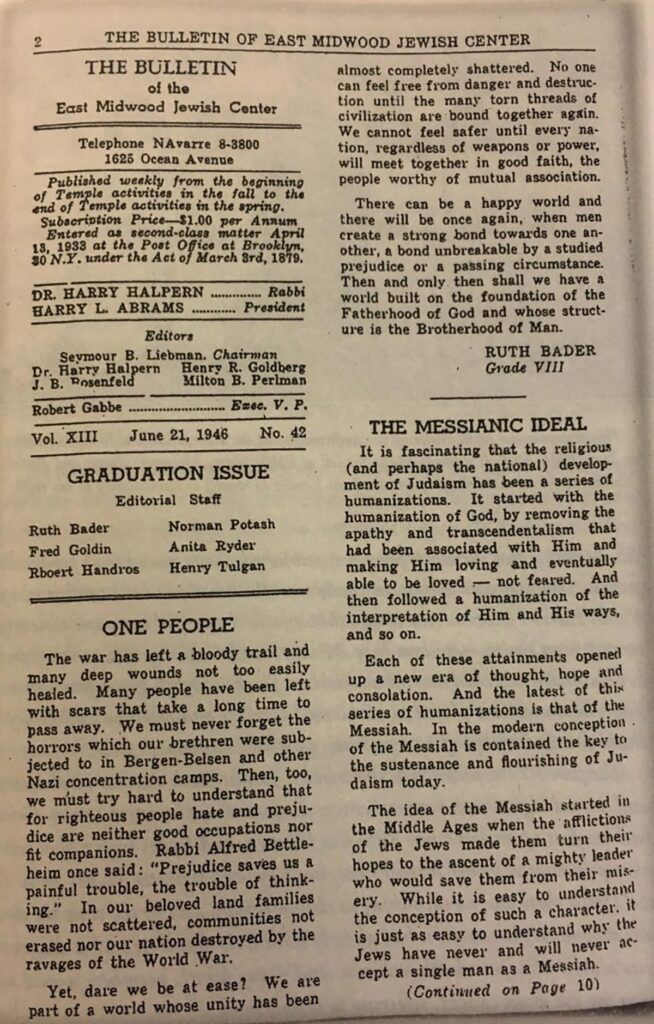 2 THE BULLETIN OF EAST MIDWOOD JEWISH CENTER
THE BULLETIN
of the
East Midwood Jewish Center
Telephone NAvarre 8-3800
1625 Ocean Avenue
Published weekly from the beginning
of Temple activities in the fall to the
end of Temple activities in the spring.
Subscription Price—$1.00 per Annum
Entered as second-class matter April
13, 1933 at the Post Office at Brooklyn,
30 N.Y. under the Act of March 3rd, 1879.
DR. HARRY HALPERN .............. Rabbi
HARRY L. ABRAMS ............ President
Editors
Seymour B. Liebman, Chairman
Dr. Harry Halpern Henry R. Goldberg
J. B. Rosenfeld Milton B. Perlman
Robert Gabbe .......................... Exec. V. P.
Vol. XIII June 21, 1946 No. 42
GRADUATION ISSUE
Editorial Staff
Ruth Bader Norman Potash
Fred Goldin Anita Ryder
Rboert Handros Henry Tulgan
ONE PEOPLE
The war has left a bloody trail and
many deep wounds not too easily
healed. Many people have been left
with scars that take a long time to
pass away. We must never forget the
horrors which our brethren were sub-
jected to in Bergen-Belsen and other
Nazi concentration camps. Then, too,
we must try hard to understand that
for righteous people hate and preju-
dice are neither good occupations nor
fit companions. Rabbi Alfred Bettle-
heim once said: "Prejudice saves us a
painful trouble, the trouble of think-
ing." In our beloved land families
were not scattered, communities not
erased nor our nation destroyed by the
ravages of the World War.
Yet, dare we be at ease? We are
part of a world whose unity has been
almost completely shattered. No one
can feel free from danger and destruc-
tion until the many torn threads of
civilization are bound together again.
We cannot feel safer until every na-
tion, regardless of weapons or power,
will meet together in good faith, the
people worthy of mutual association.
There can be a happy world and
there will be once again, when men
create a strong bond towards one an-
other, a bond unbreakable by a studied
prejudice or a passing circumstance.
Then and only then shall we have a
world built on the foundation of the
Fatherhood of God and whose struct-
ure is the Brotherhood of Man.
RUTH BADER
Grade VIII
THE MESSIANIC IDEAL
It is fascinating that the religious
(and perhaps the national) develop-
ment of Judaism has been a series of
humanizations. It started with the
humanization of God, by removing the
apathy and transcendentalism that
had been associated with Him and
making Him loving and eventually
able to be loved — not feared. And
then followed a humanization of the
interpretation of Him and His ways,
and so on.
Each of these attainments opened
up a new era of thought, hope and
consolation. And the latest of this
series of humanizations is that of the
Messiah. In the modern conception
of the Messiah is contained the key to
the sustenance and flourishing of Ju-
daism today.
The idea of the Messiah started in
the Middle Ages when the afflictions
of the Jews made them turn their
hopes to the ascent of a mighty leader
who would save them from their mis-
ery. While it is easy to understand
the conception of such a character, it
is just as easy to understand why the
Jews have never and will never ac-
cept a single man as a Messiah.
(Continued on Page 10)